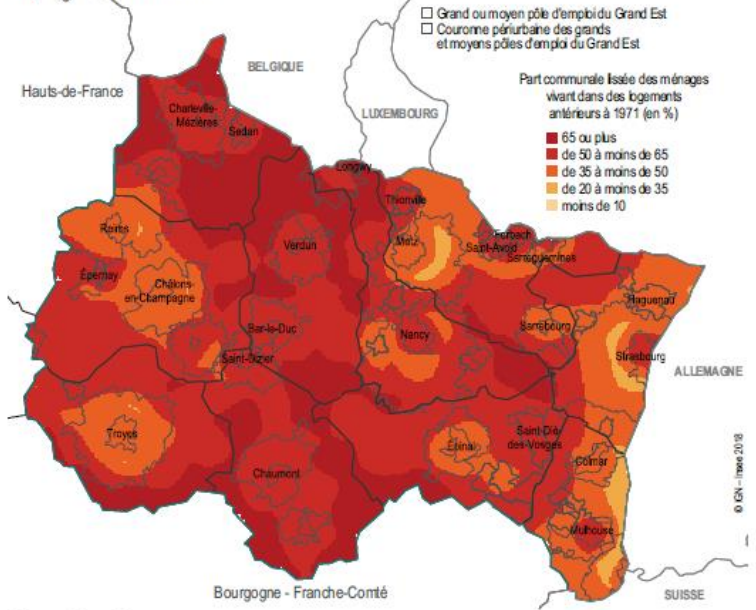 Grand ou moyen pôle d'emploi du Grand Est
Couronne périurbaine des grands
et moyens pôles d'emploi du Grand Est
BELGIQUE
Hauts-de-France
Part communale lissée des ménages
vivant dans des logements
antérieurs à 1971 (en %)
LUXEMBOURG
65 ou plus
de 50 à moins de 65
de 35 à moins de 50
de 20 à moins de 35
moins de 10
Charleville-
Mézières
Sedan
Longwy
Thionville
Reims
Verdun
Metz
Forbach
Saint-Avold
Sarreguemines
Épernay
Châlons-
en-Champagne
Haguenau
Bar-le-Duc
Nancy
Sarrebourg
Saint-Dizier
Strasbourg
ALLEMAGNE
Troyes
Épinal
Saint-Dié-
des-Vosges
Colmar
Chaumont
Mulhouse
© IGN – Insee 2018
Bourgogne - Franche-Comté
SUISSE